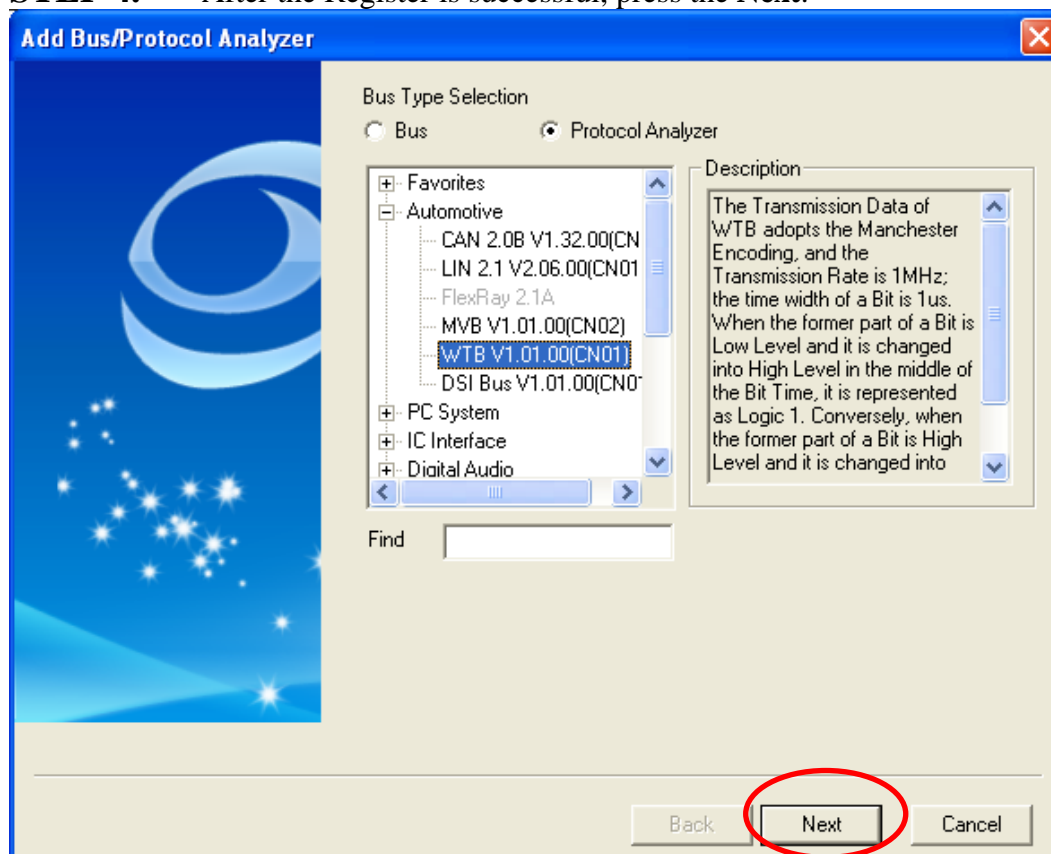 STEP 4. After the Register is successful, press the Next.
Add Bus/Protocol Analyzer
Bus Type Selection
Bus
Protocol Analyzer
Favorites
Automotive
CAN 2.0B V1.32.00(CN
LIN 2.1 V2.06.00(CN01
FlexRay 2.1A
MVB V1.01.00(CN02)
WTB V1.01.00(CN01)
DSI Bus V1.01.00(CN0
PC System
IC Interface
Digital Audio
Description
The Transmission Data of
WTB adopts the Manchester
Encoding, and the
Transmission Rate is 1MHz;
the time width of a Bit is 1us.
When the former part of a Bit is
Low Level and it is changed
into High Level in the middle of
the Bit Time, it is represented
as Logic 1. Conversely, when
the former part of a Bit is High
Level and it is changed into
Find
Back
Next
Cancel